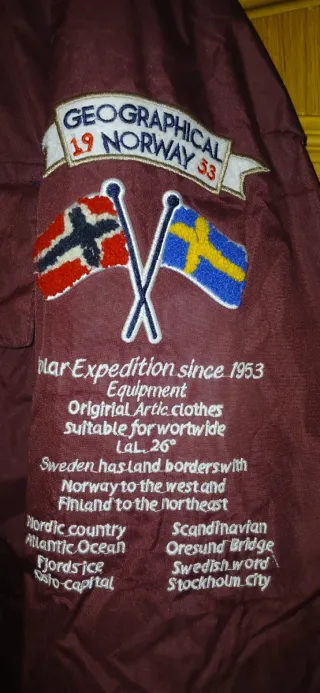 GEOGRAPHICAL
19 NORWAY 53
olar Expedition since 1953
Equipment
Origirial Artic clothes
suitable for wortwide
LaL. 26°
Sweden has land borders with
Norway to the west and
Finland to the northeast
Nordic country
Atlantic Ocean
Fjords ice
Oslo-capital
Scandinavian
Oresund Bridge
Swedish word
Stockholm city